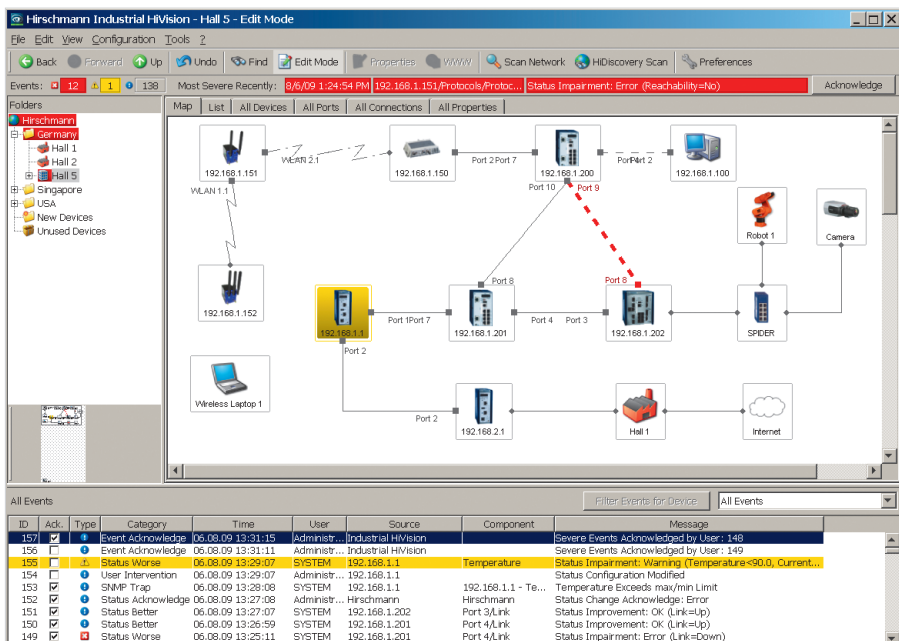 Hirschmann Industrial HiVision - Hall 5 - Edit Mode
File Edit View Configuration Tools ?
Back Forward Up Undo Find Edit Mode Properties WWW Scan Network HiDiscovery Scan Preferences
Events: 12 1 138 Most Severe Recently: 8/6/09 1:24:54 PM 192.168.1.151/Protocols/Protoc... Status Impairment: Error (Reachability=No) Acknowledge
Folders
Map List All Devices All Ports All Connections All Properties
Hirschmann
Germany
Hall 1
Hall 2
Hall 5
Singapore
USA
New Devices
Unused Devices
192.168.1.151
WLAN 2.1
192.168.1.150
Port 2 Port 7
192.168.1.200
Port 2
192.168.1.100
WLAN 1.1
Port 10
Port 9
Robot 1
Camera
192.168.1.152
Port 8
Port 8
192.168.1.1
Port 1 Port 7
192.168.1.201
Port 4 Port 3
192.168.1.202
SPIDER
Port 2
Wireless Laptop 1
Port 2
192.168.2.1
Hall 1
Internet
All Events
Filter Events for Device
All Events
ID Ack. Type Category Time User Source Component Message
157 Event Acknowledge 06.08.09 13:31:15 Administr... Industrial HiVision Severe Events Acknowledged by User: 148
156 Event Acknowledge 06.08.09 13:31:11 Administr... Industrial HiVision Severe Events Acknowledged by User: 149
155 Status Worse 06.08.09 13:29:07 SYSTEM 192.168.1.1 Temperature Status Impairment: Warning (Temperature<90.0, Current...
154 User Intervention 06.08.09 13:29:07 Administr... 192.168.1.1 Status Configuration Modified
153 SNMP Trap 06.08.09 13:28:08 SYSTEM 192.168.1.1 192.168.1.1 - Te... Temperature Exceeds max/min Limit
152 Status Acknowledge 06.08.09 13:27:08 Administr... Hirschmann Hirschmann Status Change Acknowledge: Error
151 Status Better 06.08.09 13:27:07 SYSTEM 192.168.1.202 Port 3/Link Status Improvement: OK (Link=Up)
150 Status Better 06.08.09 13:26:59 SYSTEM 192.168.1.201 Port 4/Link Status Improvement: OK (Link=Up)
149 Status Worse 06.08.09 13:25:11 SYSTEM 192.168.1.201 Port 4/Link Status Impairment: Error (Link=Down)